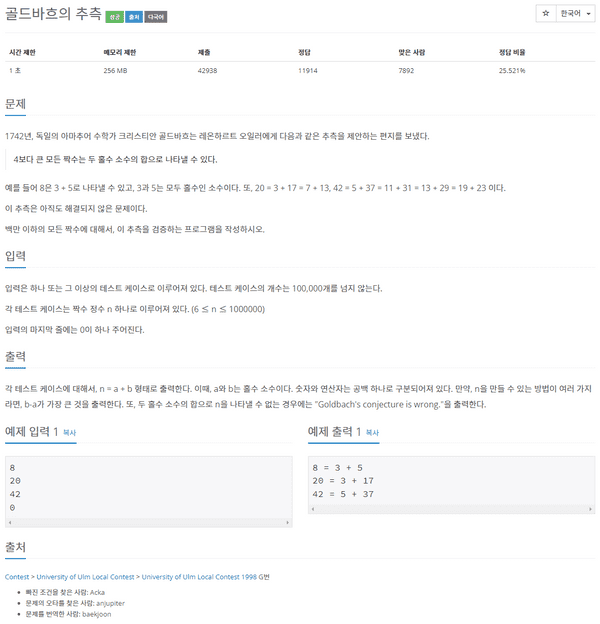 골드바흐의 추측 성공 출처 다국어
☆ 한국어
시간 제한 메모리 제한 제출 정답 맞은 사람 정답 비율
1 초 256 MB 42938 11914 7892 25.521%
문제
1742년, 독일의 아마추어 수학가 크리스티안 골드바흐는 레온하르트 오일러에게 다음과 같은 추측을 제안하는 편지를 보냈다.
4보다 큰 모든 짝수는 두 홀수 소수의 합으로 나타낼 수 있다.
예를 들어 8은 3 + 5로 나타낼 수 있고, 3과 5는 모두 홀수인 소수이다. 또, 20 = 3 + 17 = 7 + 13, 42 = 5 + 37 = 11 + 31 = 13 + 29 = 19 + 23 이다.
이 추측은 아직도 해결되지 않은 문제이다.
백만 이하의 모든 짝수에 대해서, 이 추측을 검증하는 프로그램을 작성하시오.
입력
입력은 하나 또는 그 이상의 테스트 케이스로 이루어져 있다. 테스트 케이스의 개수는 100,000개를 넘지 않는다.
각 테스트 케이스는 짝수 정수 n 하나로 이루어져 있다. (6 ≤ n ≤ 1000000)
입력의 마지막 줄에는 0이 하나 주어진다.
출력
각 테스트 케이스에 대해서, n = a + b 형태로 출력한다. 이때, a와 b는 홀수 소수이다. 숫자와 연산자는 공백 하나로 구분되어져 있다. 만약, n을 만들 수 있는 방법이 여러 가지
라면, b-a가 가장 큰 것을 출력한다. 또, 두 홀수 소수의 합으로 n을 나타낼 수 없는 경우에는 "Goldbach's conjecture is wrong."을 출력한다.
예제 입력 1 복사
8
20
42
0
예제 출력 1 복사
8 = 3 + 5
20 = 3 + 17
42 = 5 + 37
출처
Contest > University of Ulm Local Contest > University of Ulm Local Contest 1998 G번
빠진 조건을 찾은 사람: Acka
문제의 오타를 찾은 사람: anjupiter
문제를 번역한 사람: baekjoon